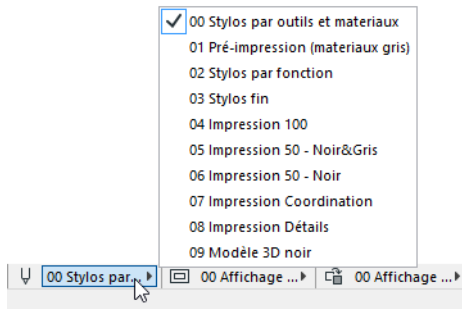 00 Stylos par outils et materiaux
01 Pré-impression (materiaux gris)
02 Stylos par fonction
03 Stylos fin
04 Impression 100
05 Impression 50 - Noir&Gris
06 Impression 50 - Noir
07 Impression Coordination
08 Impression Détails
09 Modèle 3D noir
00 Stylos par... 00 Affichage ... 00 Affichage ...